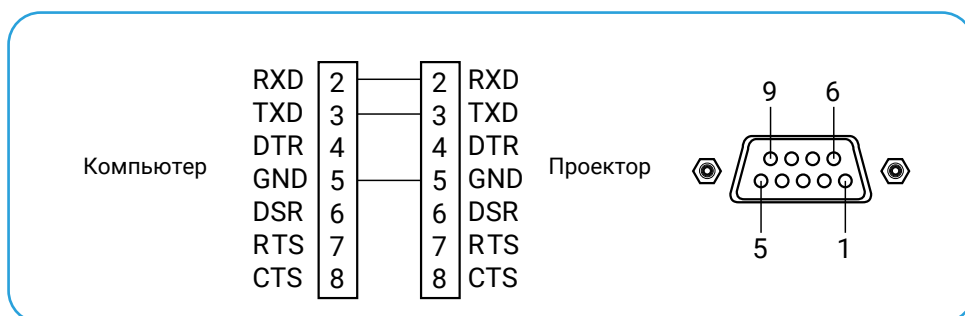 RXD 2 2 RXD
TXD 3 3 TXD
DTR 4 4 DTR
GND 5 5 GND
DSR 6 6 DSR
RTS 7 7 RTS
CTS 8 8 CTS
Компьютер
Проектор
9 6
5 1